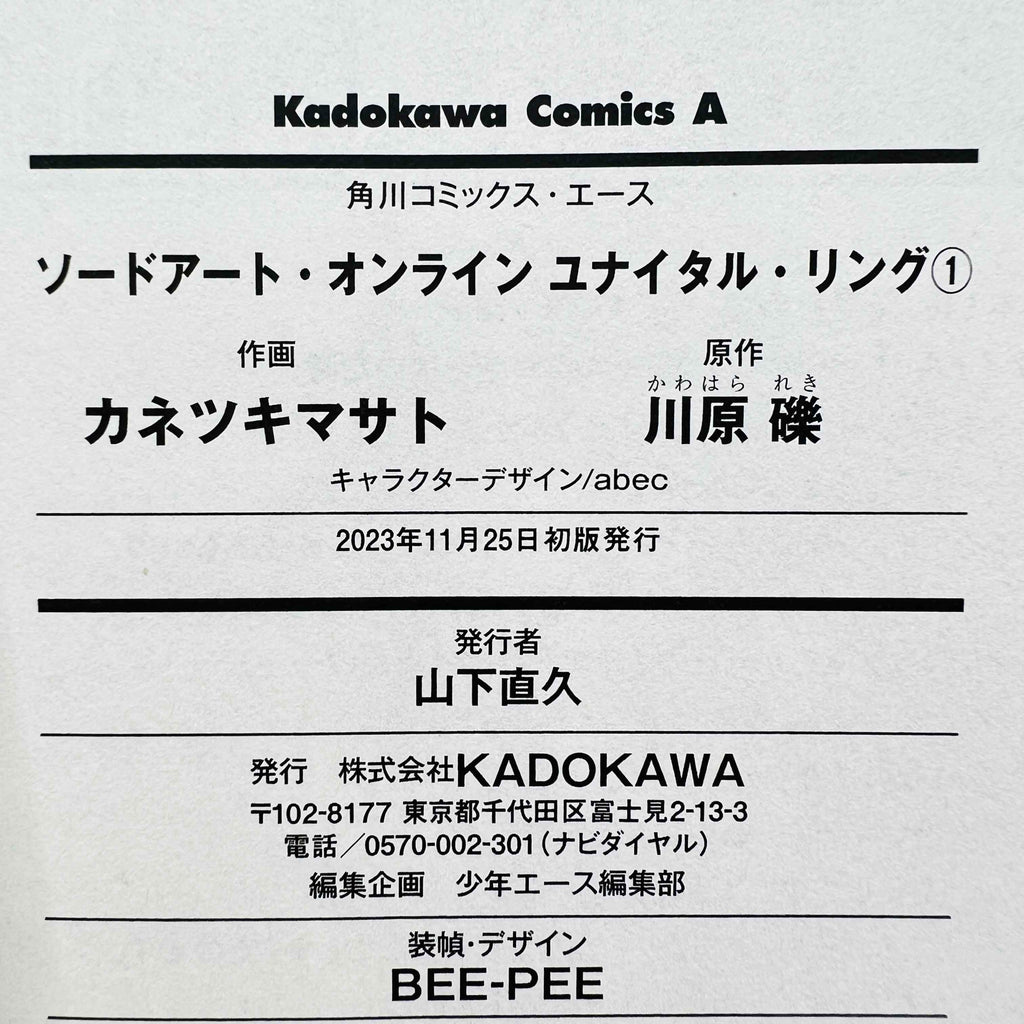 Kadokawa Comics A
角川コミックス・エース
ソードアート・オンライン ユナイタル・リング①
作画
カネツキマサト
原作
かわはら れき
川原 礫
キャラクターデザイン/abec
2023年11月25日初版発行
発行者
山下直久
発行 株式会社KADOKAWA
〒102-8177 東京都千代田区富士見2-13-3
電話／0570-002-301（ナビダイヤル）
編集企画 少年エース編集部
装幀・デザイン
BEE-PEE